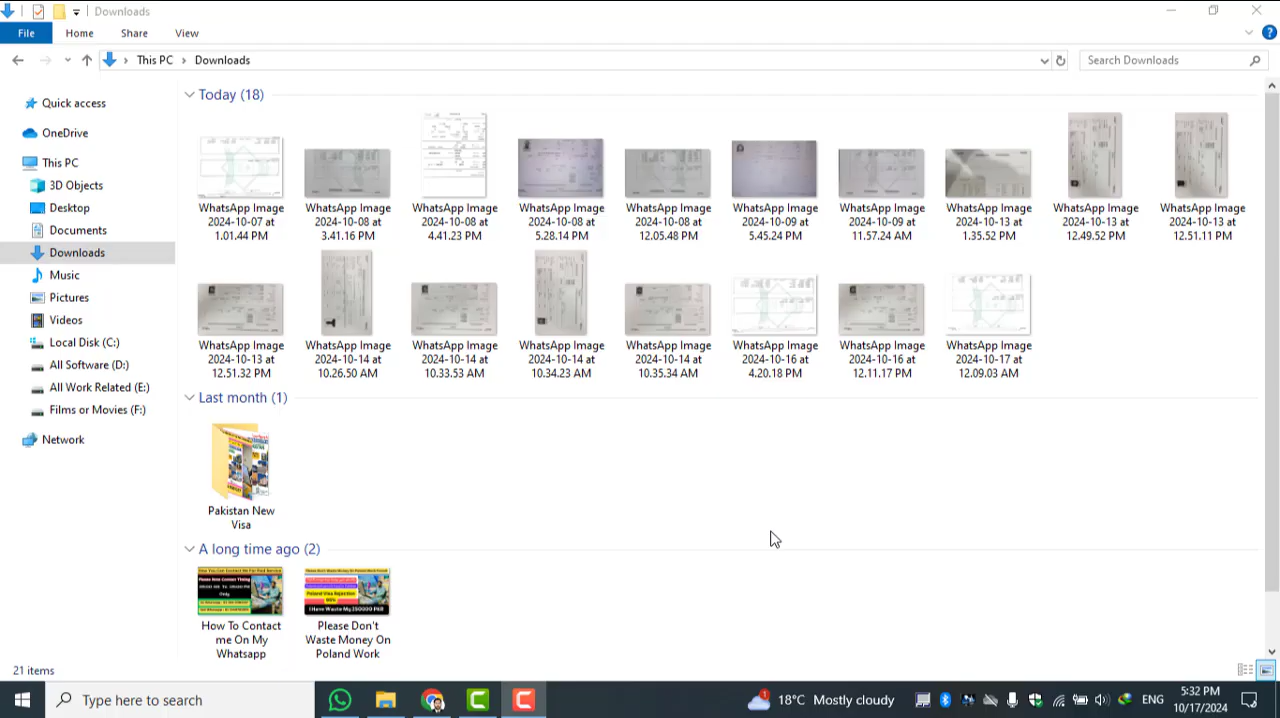 Downloads
File Home Share View
This PC Downloads
Search Downloads
Quick access
OneDrive
This PC
3D Objects
Desktop
Documents
Downloads
Music
Pictures
Videos
Local Disk (C:)
All Software (D:)
All Work Related (E:)
Films or Movies (F:)
Network
Today (18)
WhatsApp Image
2024-10-07 at
1.01.44 PM
WhatsApp Image
2024-10-08 at
3.41.16 PM
WhatsApp Image
2024-10-08 at
4.41.23 PM
WhatsApp Image
2024-10-08 at
5.28.14 PM
WhatsApp Image
2024-10-08 at
12.05.48 PM
WhatsApp Image
2024-10-09 at
5.45.24 PM
WhatsApp Image
2024-10-09 at
11.57.24 AM
WhatsApp Image
2024-10-13 at
1.35.52 PM
WhatsApp Image
2024-10-13 at
12.49.52 PM
WhatsApp Image
2024-10-13 at
12.51.11 PM
WhatsApp Image
2024-10-13 at
12.51.32 PM
WhatsApp Image
2024-10-14 at
10.26.50 AM
WhatsApp Image
2024-10-14 at
10.33.53 AM
WhatsApp Image
2024-10-14 at
10.34.23 AM
WhatsApp Image
2024-10-14 at
10.35.34 AM
WhatsApp Image
2024-10-16 at
4.20.18 PM
WhatsApp Image
2024-10-16 at
12.11.17 PM
WhatsApp Image
2024-10-17 at
12.09.03 AM
Last month (1)
Pakistan New
Visa
A long time ago (2)
How To Contact
me On My
Whatsapp
Poland Visa Rejection
I Have Waste My 350000 PKR
Please Don't
Waste Money On
Poland Work
21 items
Type here to search
1
18°C Mostly cloudy
ENG
5:32 PM
10/17/2024